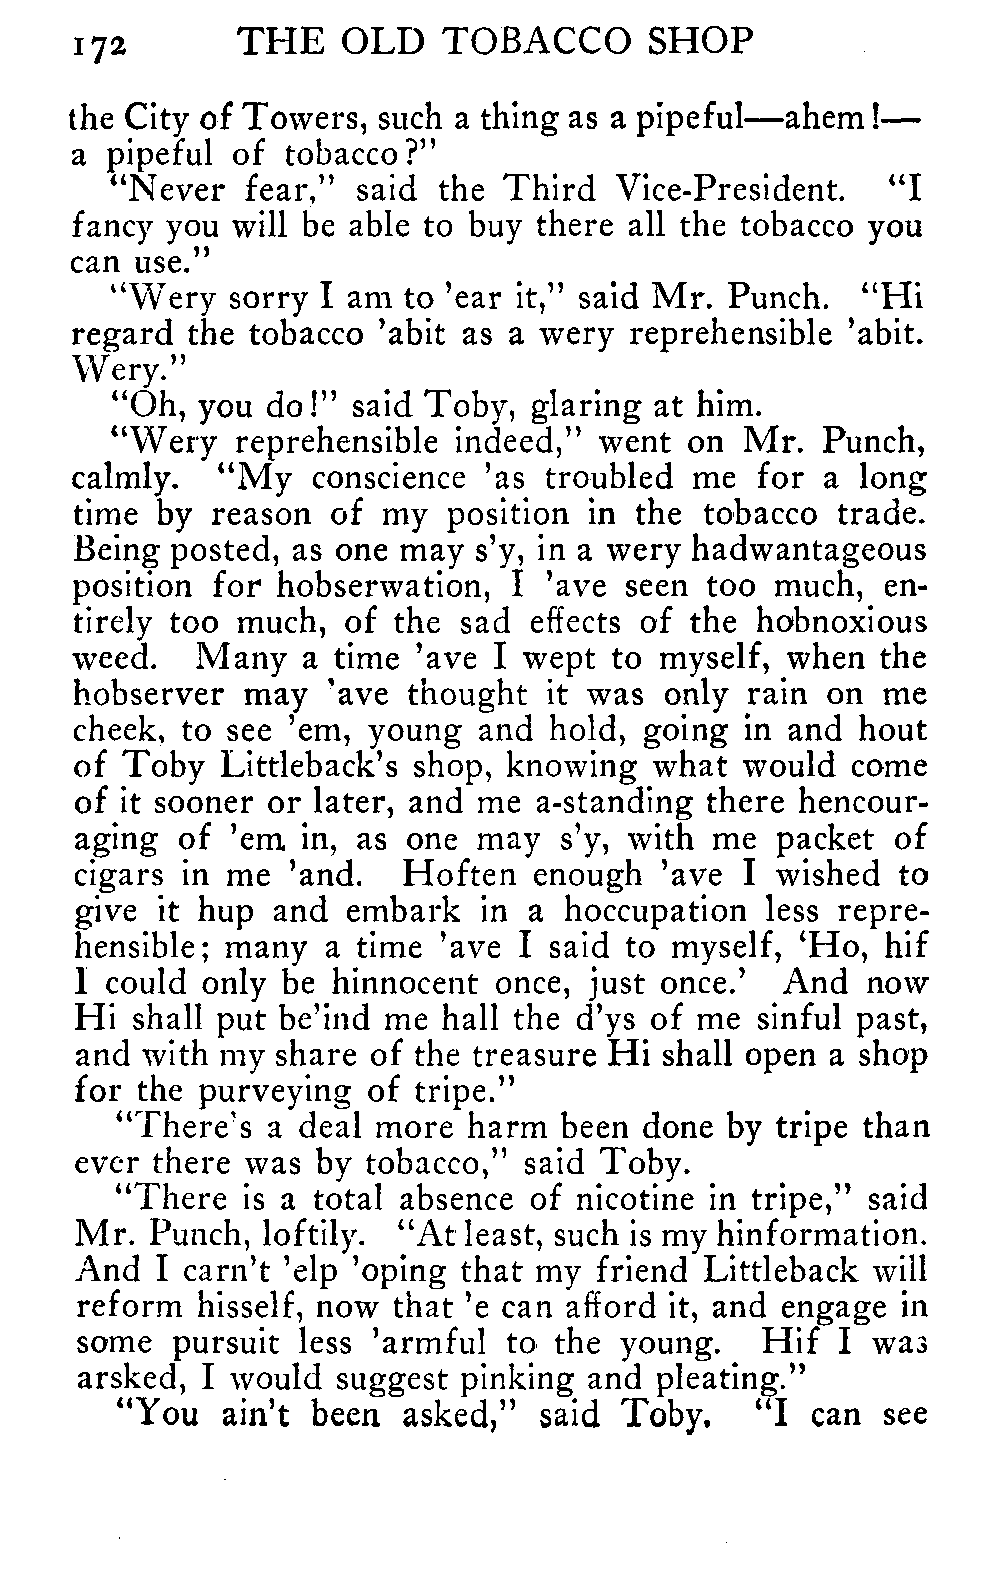 172 THE OLD TOBACCO SHOP
the City of Towers, such a thing as a pipeful—ahem!—
a pipeful of tobacco?"
"Never fear," said the Third Vice-President. "I
fancy you will be able to buy there all the tobacco you
can use."
"Wery sorry I am to 'ear it," said Mr. Punch. "Hi
regard the tobacco 'abit as a wery reprehensible 'abit.
Wery."
"Oh, you do!" said Toby, glaring at him.
"Wery reprehensible indeed," went on Mr. Punch,
calmly. "My conscience 'as troubled me for a long
time by reason of my position in the tobacco trade.
Being posted, as one may s'y, in a wery hadwantageous
position for hobserwation, I 'ave seen too much, en-
tirely too much, of the sad effects of the hobnoxious
weed. Many a time 'ave I wept to myself, when the
hobserver may 'ave thought it was only rain on me
cheek, to see 'em, young and hold, going in and hout
of Toby Littleback's shop, knowing what would come
of it sooner or later, and me a-standing there hencour-
aging of 'em in, as one may s'y, with me packet of
cigars in me 'and. Hoften enough 'ave I wished to
give it hup and embark in a hoccupation less repre-
hensible; many a time 'ave I said to myself, 'Ho, hif
I could only be hinnocent once, just once.' And now
Hi shall put be'ind me hall the d'ys of me sinful past,
and with my share of the treasure Hi shall open a shop
for the purveying of tripe."
"There's a deal more harm been done by tripe than
ever there was by tobacco," said Toby.
"There is a total absence of nicotine in tripe," said
Mr. Punch, loftily. "At least, such is my hinformation.
And I carn't 'elp 'oping that my friend Littleback will
reform hisself, now that 'e can afford it, and engage in
some pursuit less 'armful to the young. Hif I was
arsked, I would suggest pinking and pleating."
"You ain't been asked," said Toby. "I can see